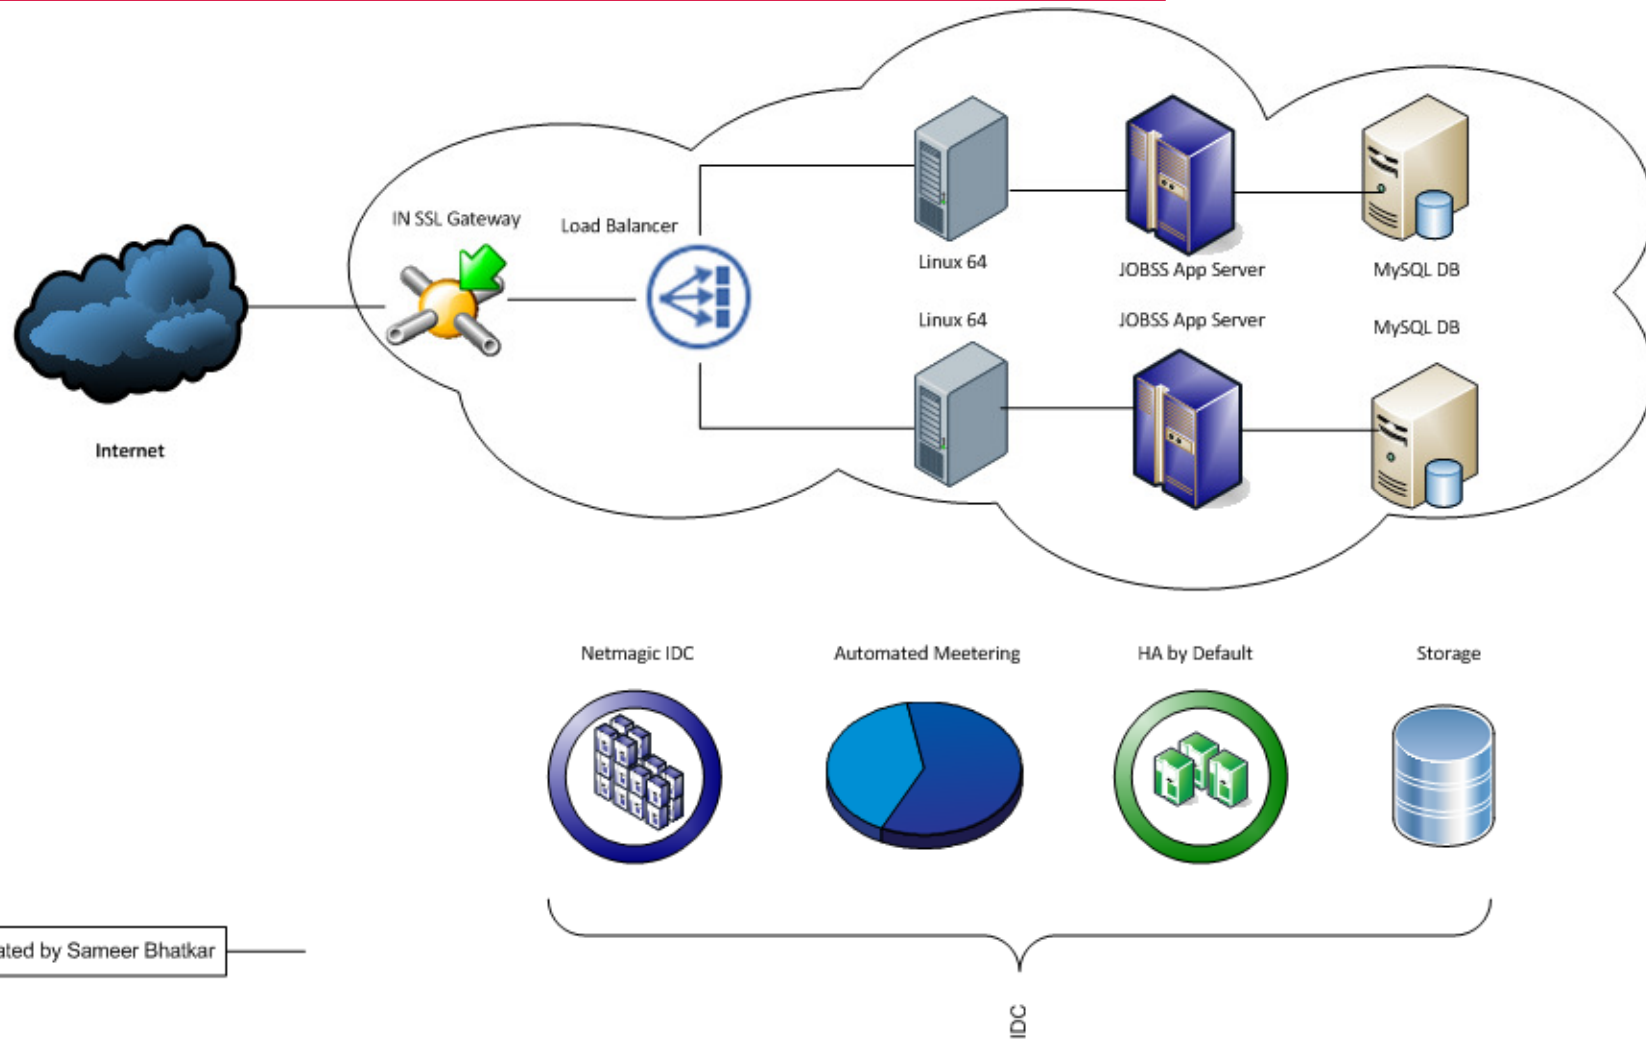 IN SSL Gateway
Load Balancer
Linux 64
JOBSS App Server
MySQL DB
Linux 64
JOBSS App Server
MySQL DB
Internet
Netmagic IDC
Automated Meetering
HA by Default
Storage
ated by Sameer Bhatkar
IDC